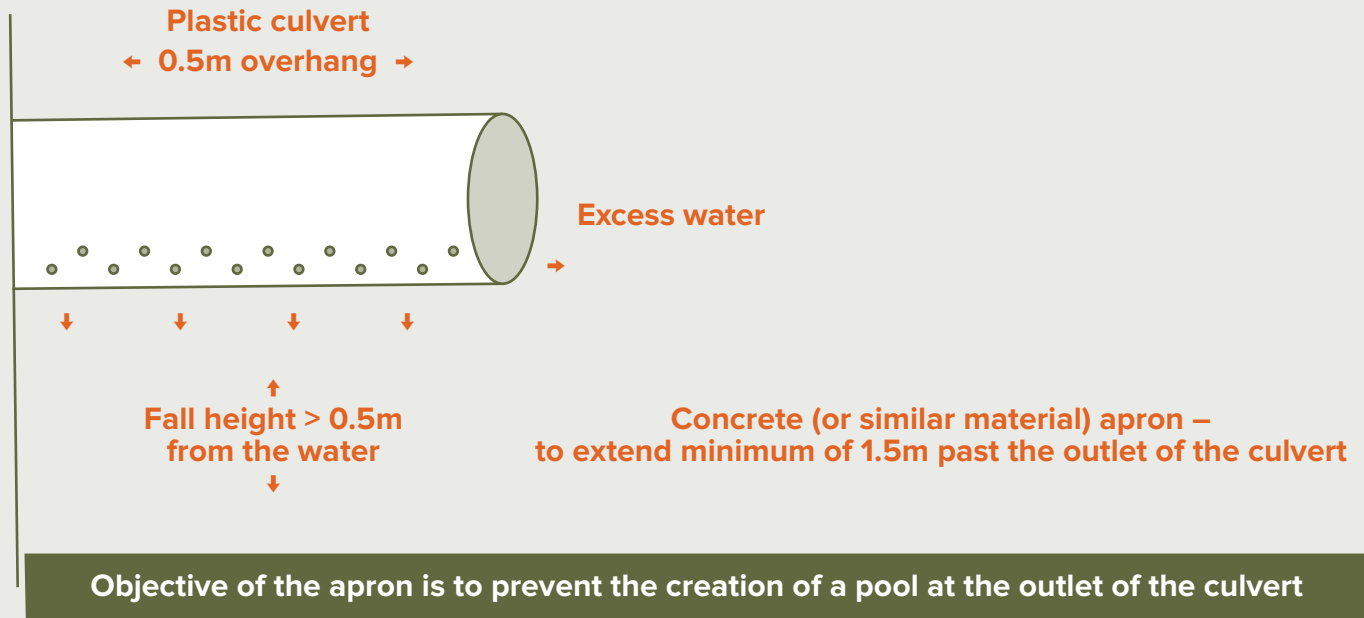 Plastic culvert
0.5m overhang
Excess water
Fall height > 0.5m
from the water
Concrete (or similar material) apron –
to extend minimum of 1.5m past the outlet of the culvert
Objective of the apron is to prevent the creation of a pool at the outlet of the culvert